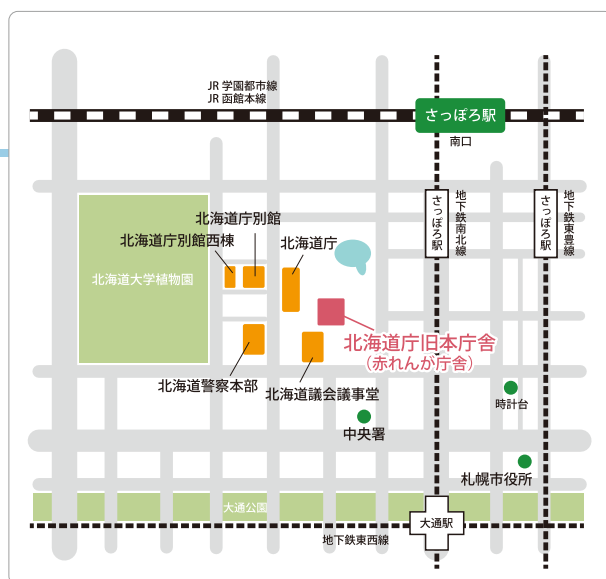 JR 学園都市線
JR 函館本線
さっぽろ駅
南口
さっぽろ駅
地下鉄南北線
さっぽろ駅
地下鉄東豊線
北海道庁別館
北海道庁別館西棟
北海道庁
北海道大学植物園
北海道庁旧本庁舎
（赤れんが庁舎）
北海道警察本部
北海道議会議事堂
時計台
中央署
札幌市役所
大通公園
大通駅
地下鉄東西線